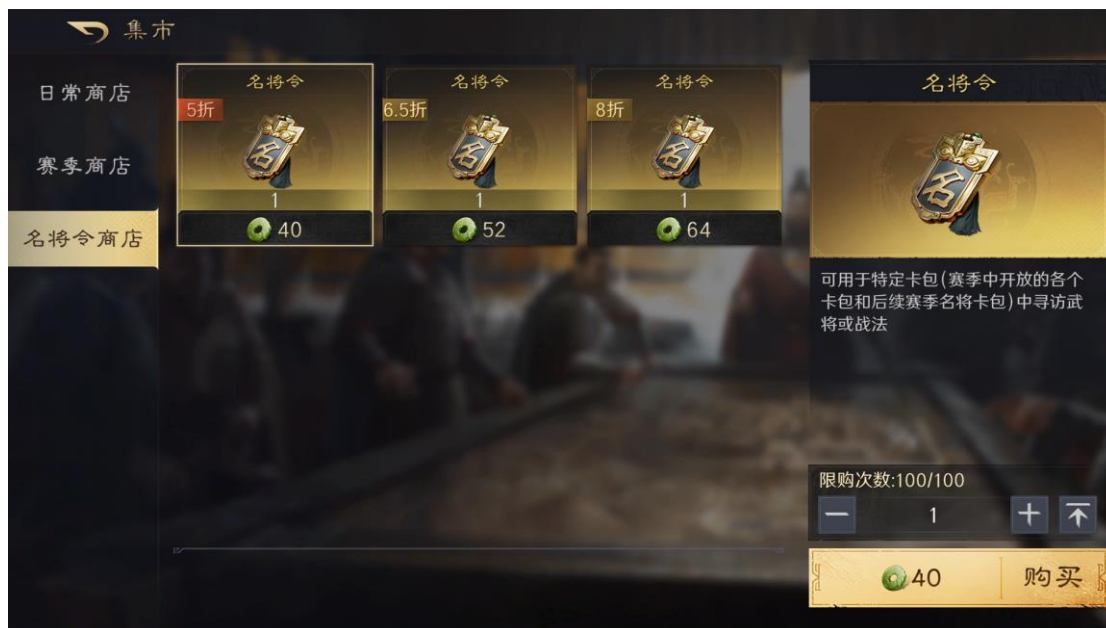 集市
日常商店
赛季商店
名将令商店
名将令
5折
名
1
40
名将令
6.5折
名
1
52
名将令
8折
名
1
64
名将令
名
可用于特定卡包(赛季中开放的各个
卡包和后续赛季名将卡包)中寻访武
将或战法
限购次数:100/100
1
40 购买